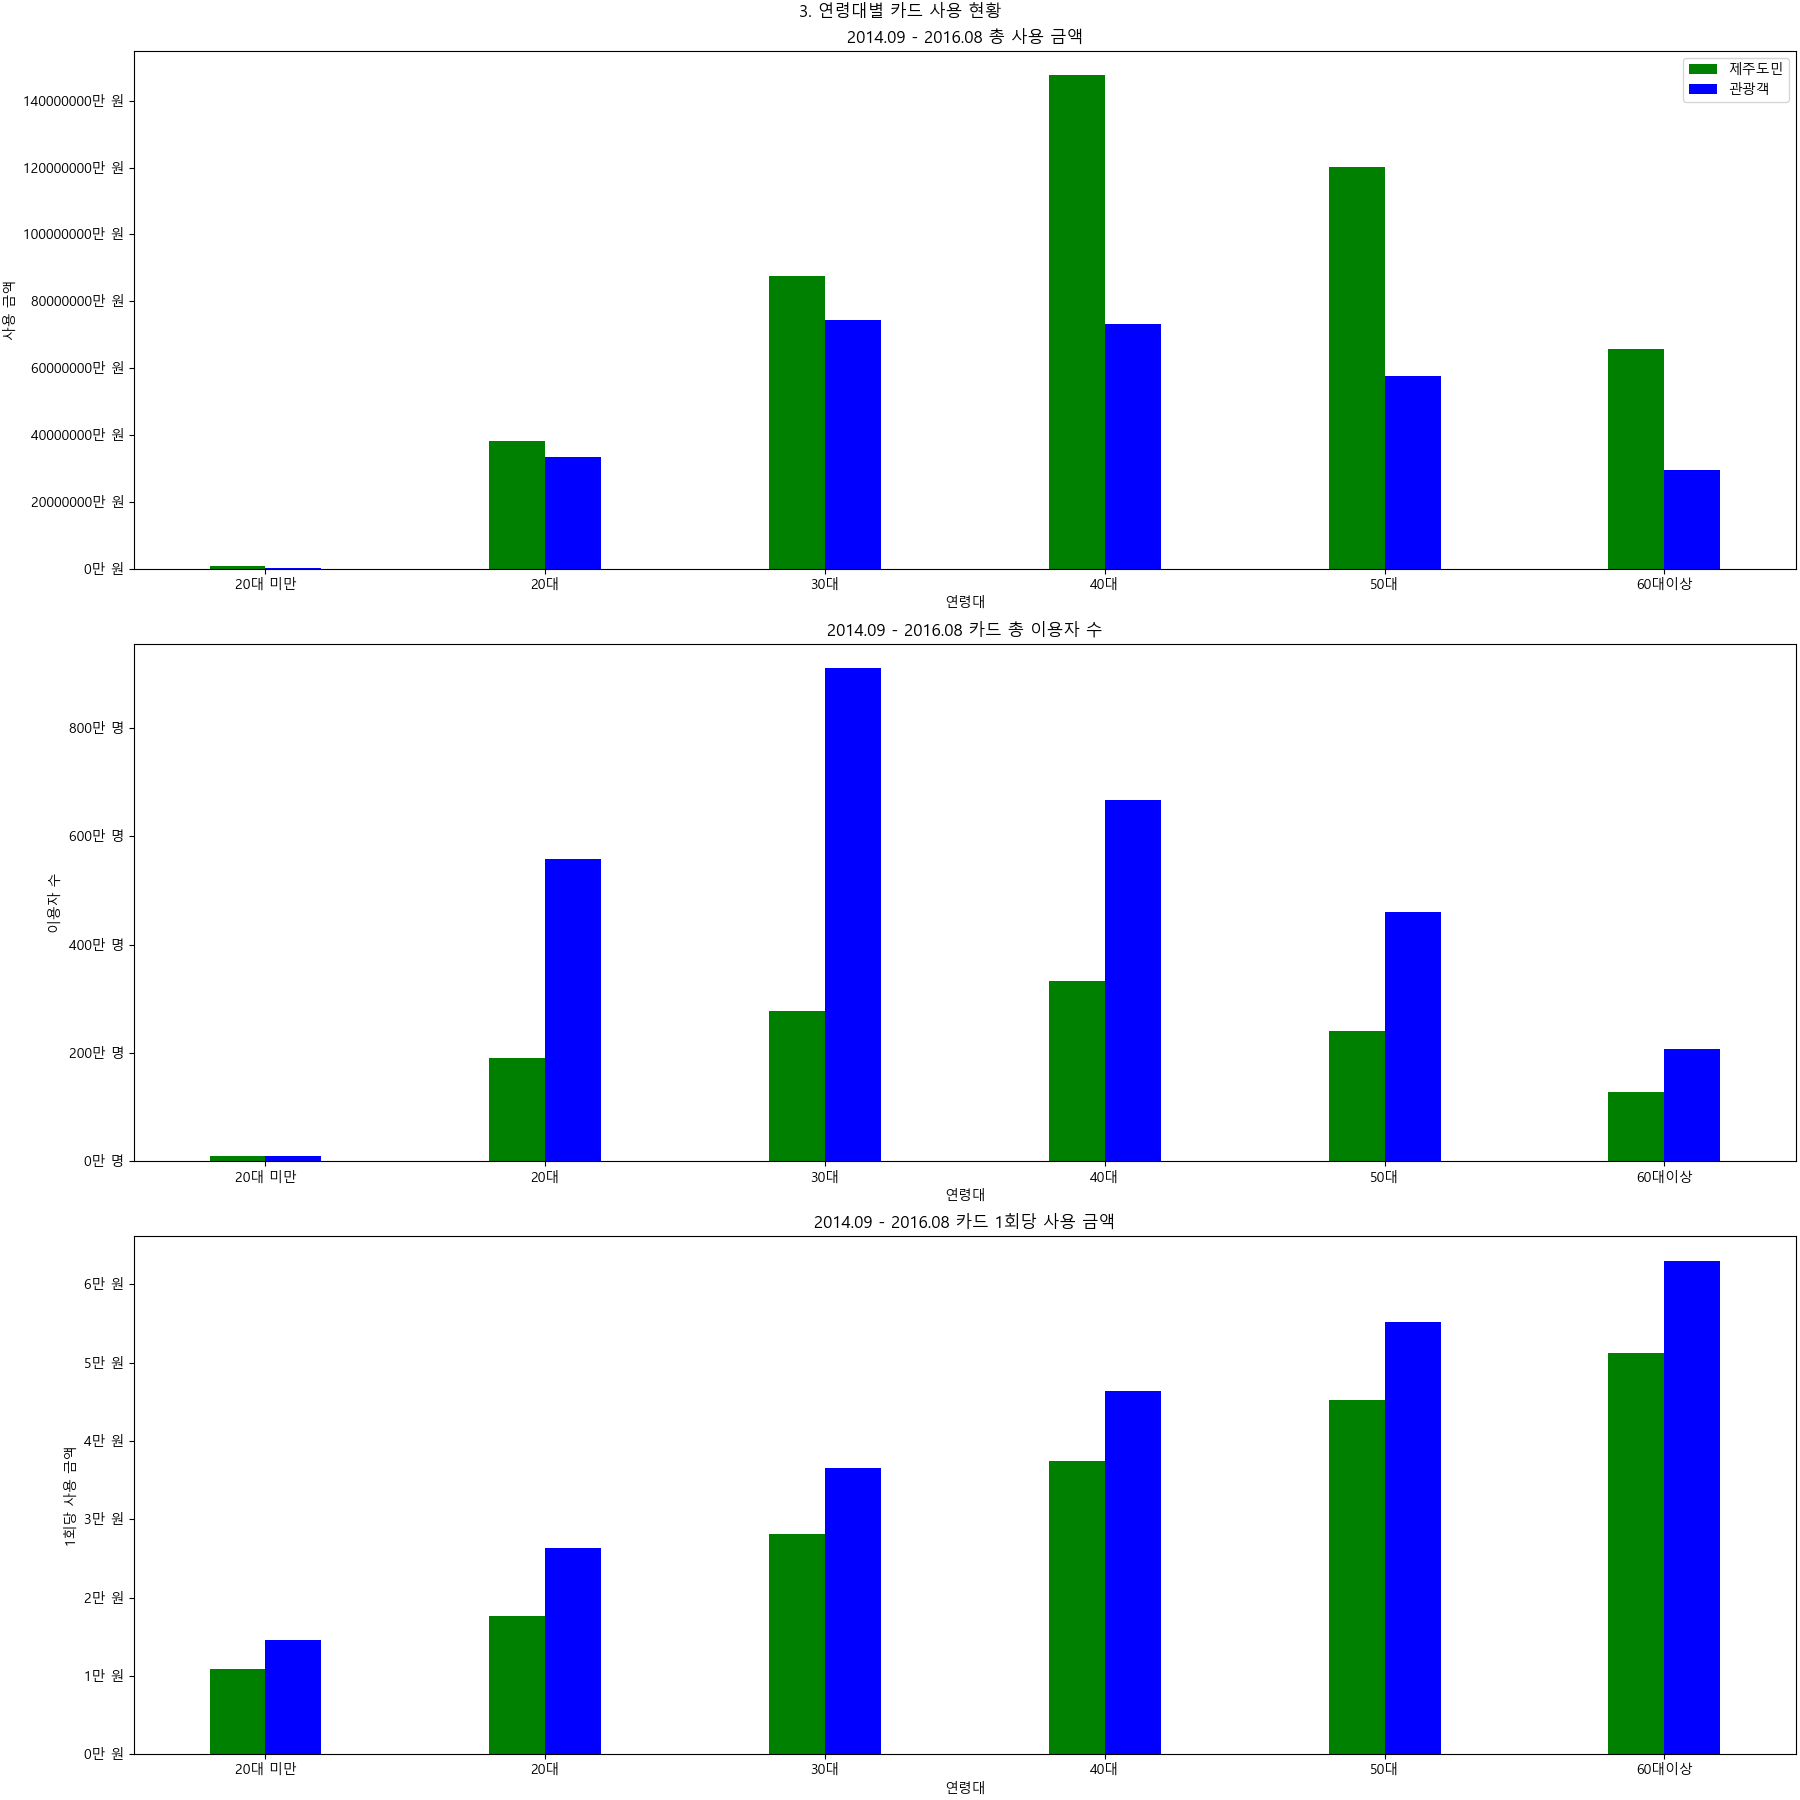 3. 연령대별 카드 사용 현황
2014.09 - 2016.08 총 사용 금액
제주도민
관광객
사용 금액
140000000만 원
120000000만 원
100000000만 원
80000000만 원
60000000만 원
40000000만 원
20000000만 원
0만 원
20대 미만 20대 30대 40대 50대 60대이상
연령대
2014.09 - 2016.08 카드 총 이용자 수
이용자 수
800만 명
600만 명
400만 명
200만 명
0만 명
20대 미만 20대 30대 40대 50대 60대이상
연령대
2014.09 - 2016.08 카드 1회당 사용 금액
1회당 사용 금액
6만 원
5만 원
4만 원
3만 원
2만 원
1만 원
0만 원
20대 미만 20대 30대 40대 50대 60대이상
연령대